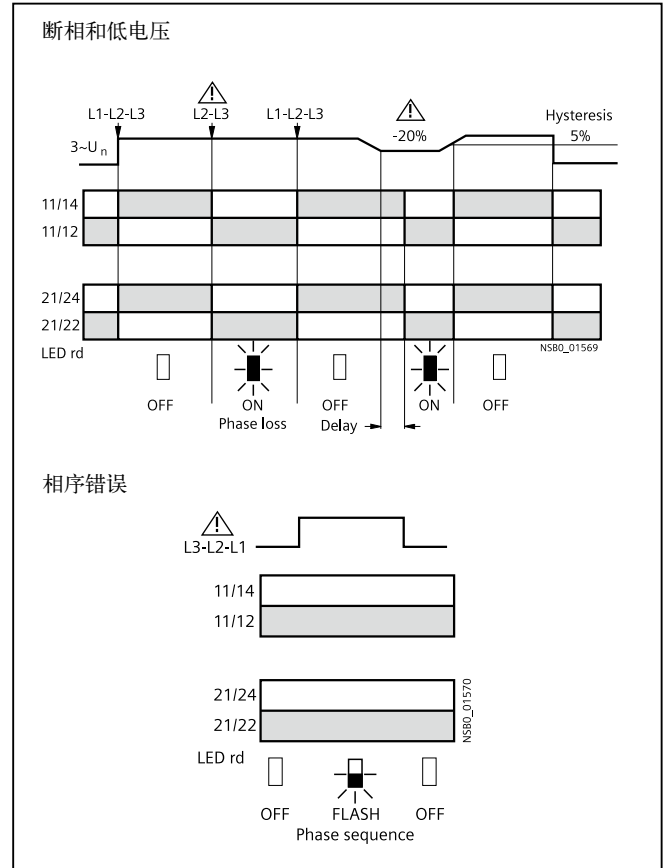 断相和低电压
L1-L2-L3 L2-L3 L1-L2-L3 -20% Hysteresis
5%
3~Un
11/14
11/12
21/24
21/22
LED rd
NSB0_01569
OFF ON OFF ON OFF
Phase loss Delay
相序错误
L3-L2-L1
11/14
11/12
21/24
21/22
NSB0_01570
LED rd
OFF FLASH OFF
Phase sequence